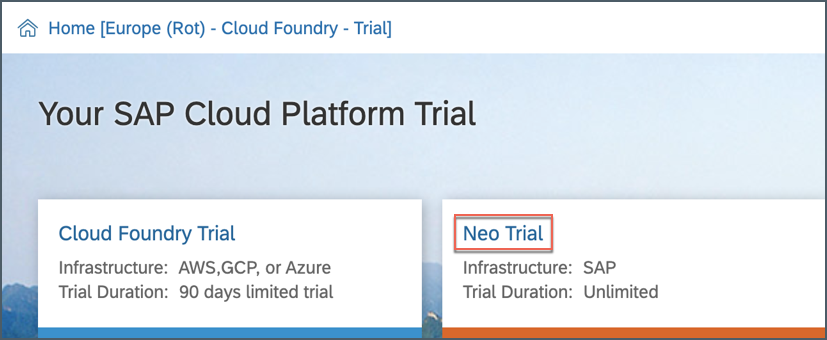 Home [Europe (Rot) - Cloud Foundry - Trial]
Your SAP Cloud Platform Trial
Cloud Foundry Trial
Infrastructure: AWS,GCP, or Azure
Trial Duration: 90 days limited trial
Neo Trial
Infrastructure: SAP
Trial Duration: Unlimited